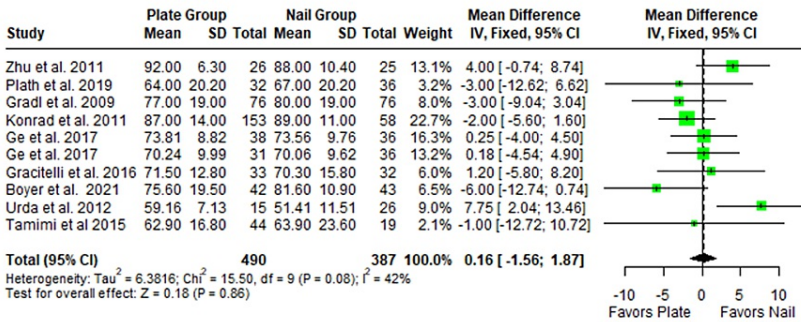 Plate Group Nail Group Mean Difference Mean Difference
Study Mean SD Total Mean SD Total Weight IV, Fixed, 95% CI IV, Fixed, 95% CI
Zhu et al. 2011 92.00 6.30 26 88.00 10.40 25 13.1% 4.00 [ -0.74; 8.74]
Plath et al. 2019 64.00 20.20 32 67.00 20.20 36 3.2% -3.00 [-12.62; 6.62]
Gradl et al. 2009 77.00 19.00 76 80.00 19.00 76 8.1% -3.00 [ -9.04; 3.04]
Konrad et al. 2011 87.00 14.00 153 89.00 11.00 58 22.7% -2.00 [ -5.60; 1.60]
Ge et al. 2017 73.81 8.82 38 73.56 9.76 36 16.3% 0.25 [ -4.00; 4.50]
Ge et al. 2017 70.24 9.99 31 70.06 9.62 36 13.2% 0.18 [ -4.54; 4.90]
Gracitelli et al. 2016 71.50 12.80 33 70.30 15.80 32 6.0% 1.20 [ -5.80; 8.20]
Boyer et al. 2021 75.60 19.50 42 81.60 10.90 43 6.5% -6.00 [-12.74; 0.74]
Urda et al. 2012 59.16 7.13 15 51.41 11.51 26 9.0% 7.75 [ 2.04; 13.46]
Tamimi et al 2015 62.90 16.80 44 63.90 23.60 19 2.1% -1.00 [-12.72; 10.72]
Total (95% CI) 490 387 100.0% 0.16 [ -1.56; 1.87]
Heterogeneity: Tau² = 6.3816; Chi² = 15.50, df = 9 (P = 0.08); I² = 42%
Test for overall effect: Z = 0.18 (P = 0.86)
-10 -5 0 5 10
Favors Plate Favors Nail